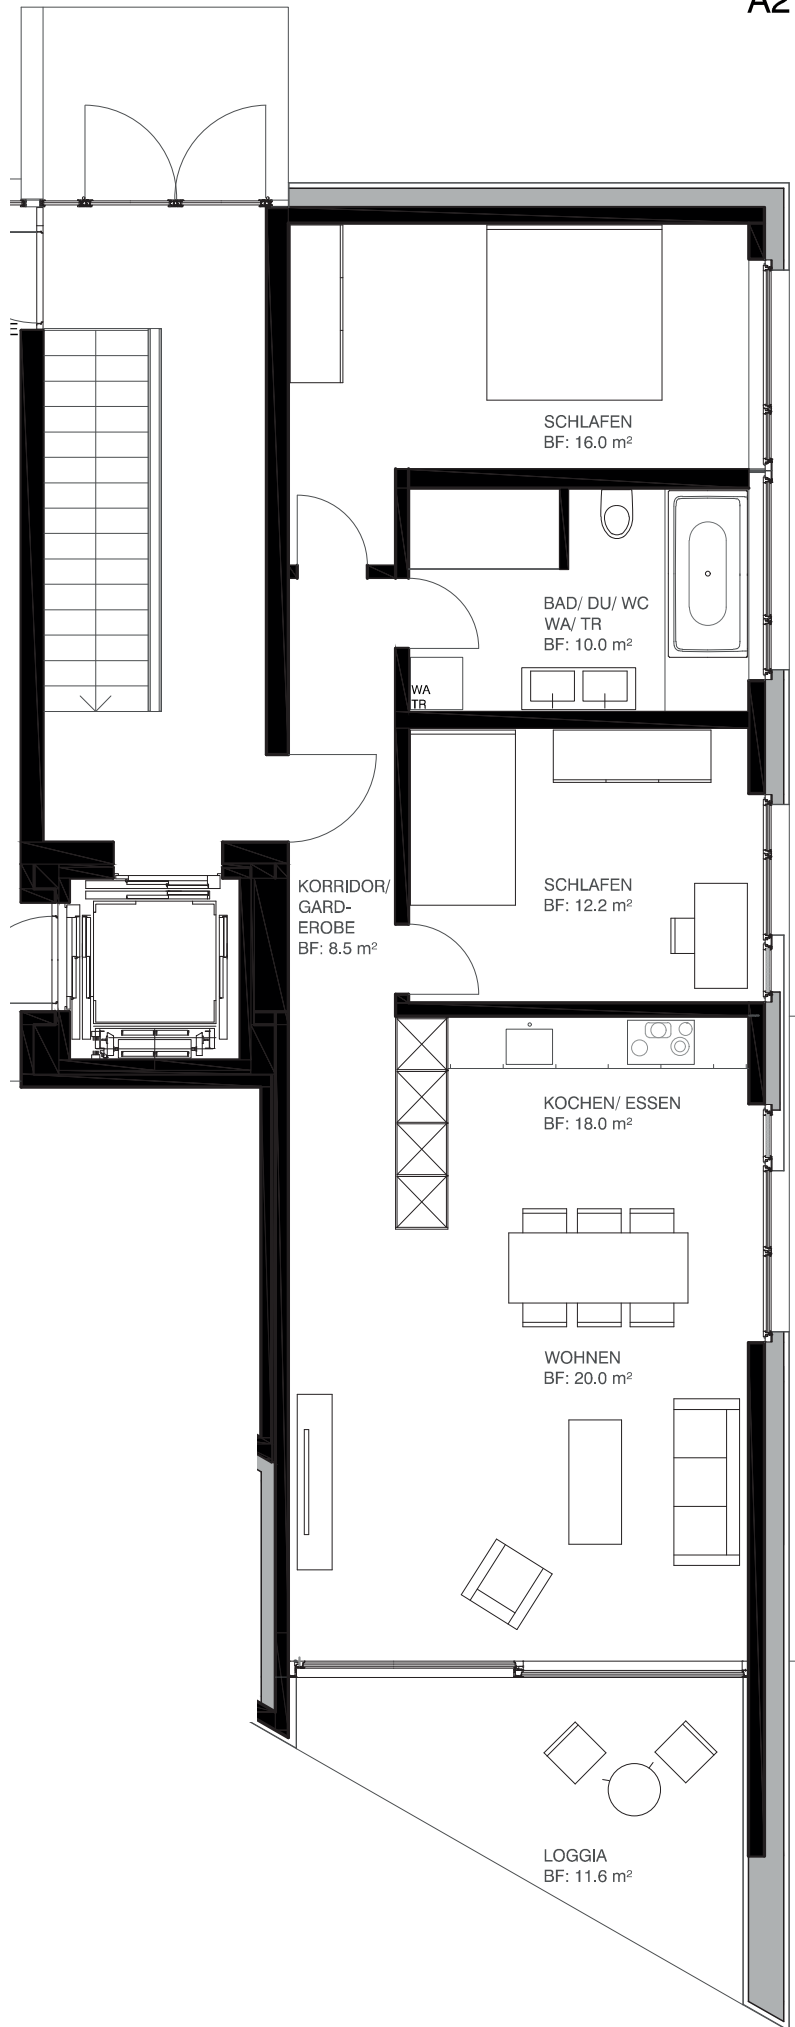 A2
SCHLAFEN
BF: 16.0 m²
BAD/ DU/ WC
WA/ TR
BF: 10.0 m²
WA
TR
SCHLAFEN
BF: 12.2 m²
KORRIDOR/
GARD-
EROBE
BF: 8.5 m²
KOCHEN/ ESSEN
BF: 18.0 m²
WOHNEN
BF: 20.0 m²
LOGGIA
BF: 11.6 m²